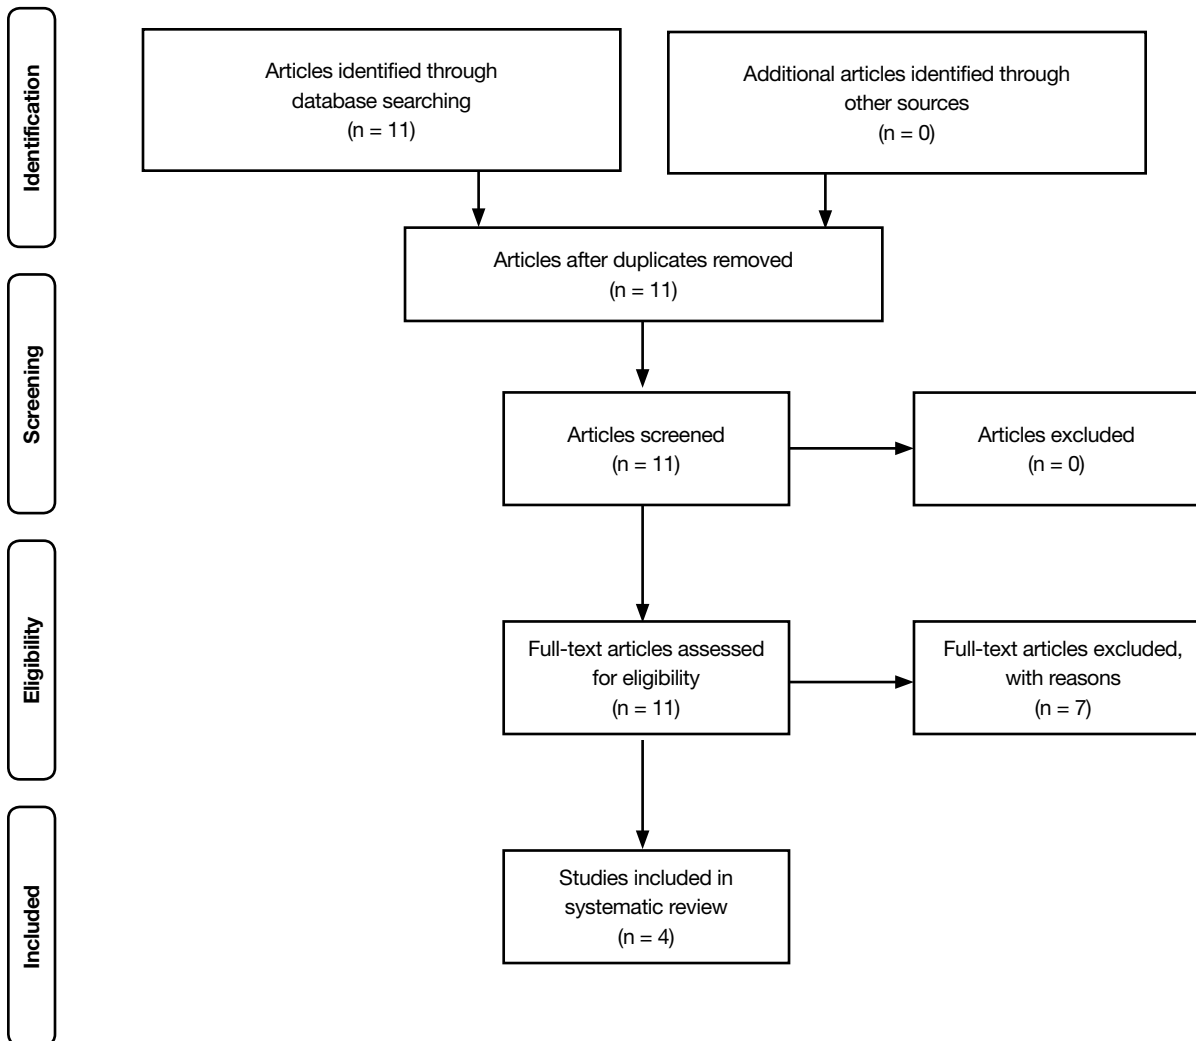 Identification
Articles identified through
database searching
(n = 11)
Additional articles identified through
other sources
(n = 0)
Articles after duplicates removed
(n = 11)
Screening
Articles screened
(n = 11)
Articles excluded
(n = 0)
Eligibility
Full-text articles assessed
for eligibility
(n = 11)
Full-text articles excluded,
with reasons
(n = 7)
Included
Studies included in
systematic review
(n = 4)